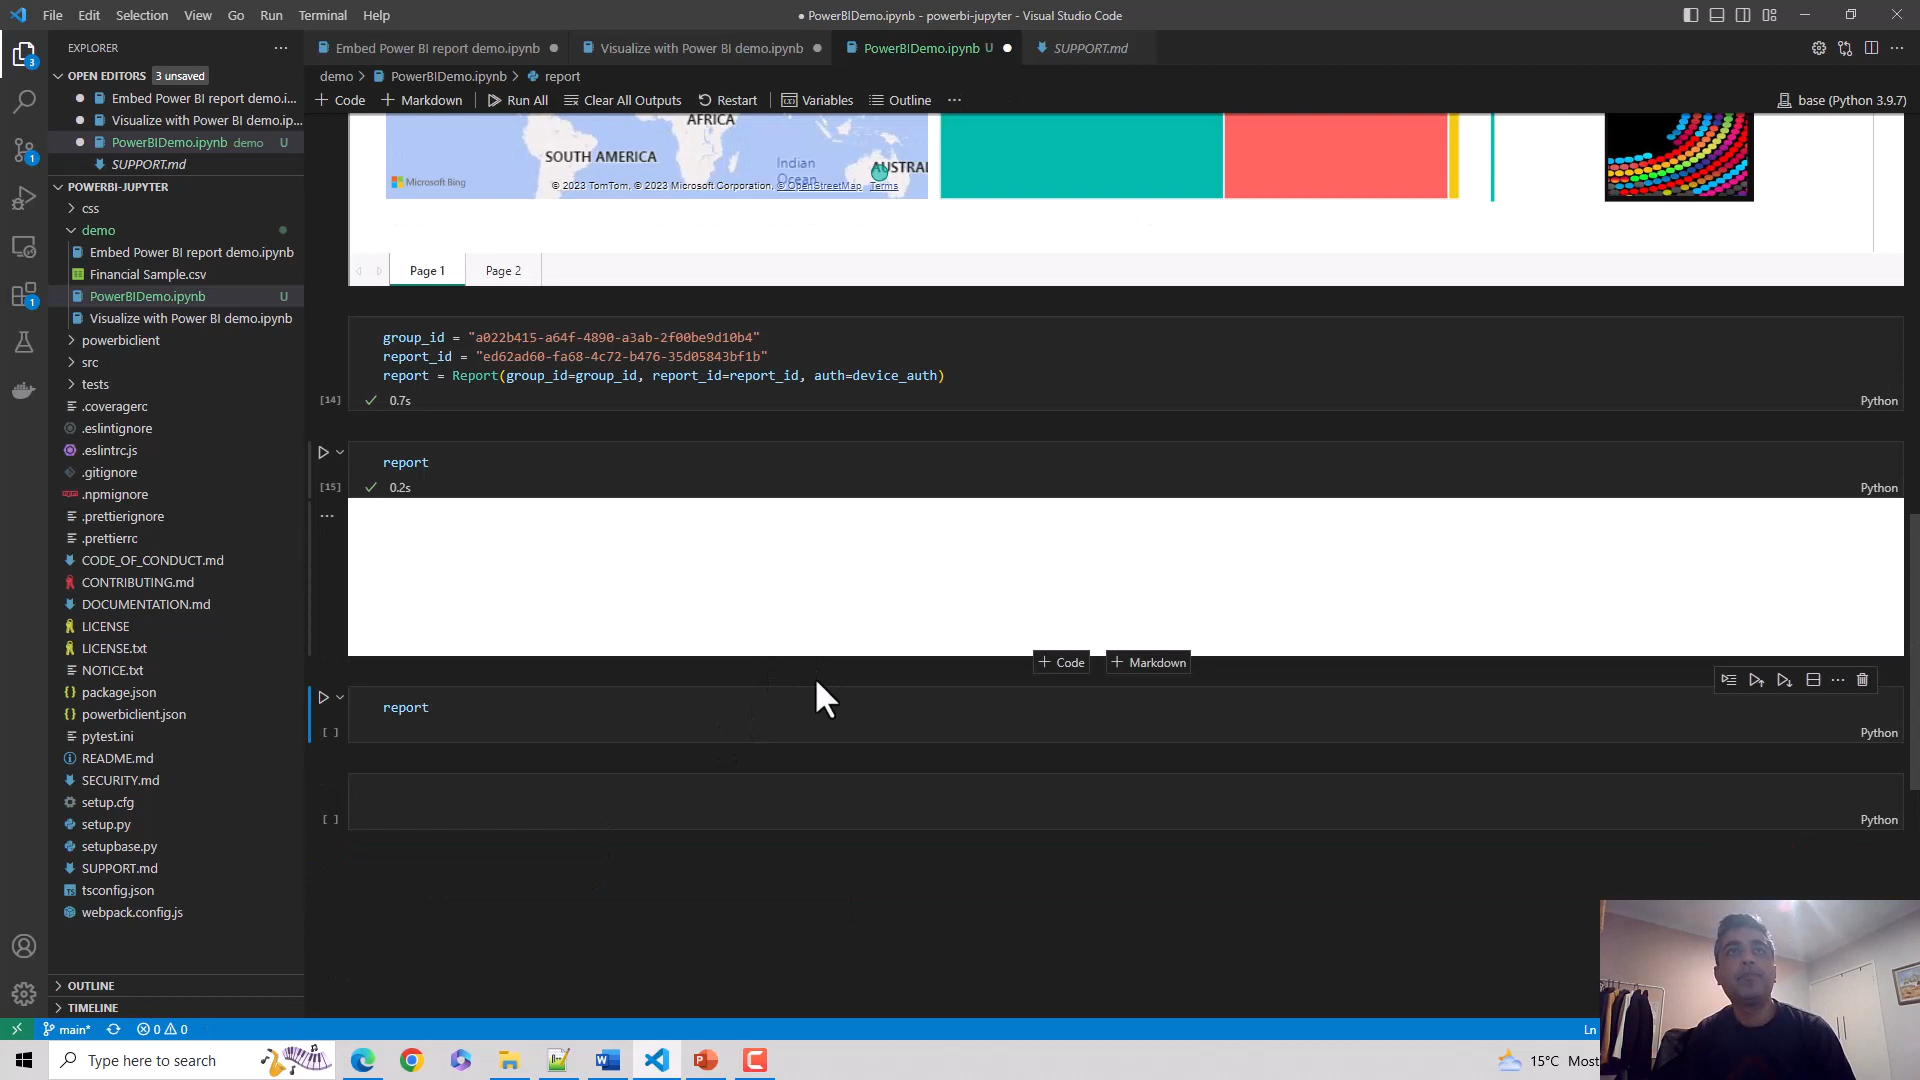 File Edit Selection View Go Run Terminal Help
● PowerBIDemo.ipynb - powerbi-jupyter - Visual Studio Code
EXPLORER
OPEN EDITORS 3 unsaved
Embed Power BI report demo.i...
Visualize with Power BI demo.ip...
PowerBIDemo.ipynb demo U
SUPPORT.md
POWERBI-JUPYTER
css
demo
Embed Power BI report demo.ipynb
Financial Sample.csv
PowerBIDemo.ipynb U
Visualize with Power BI demo.ipynb
powerbiclient
src
tests
.coveragerc
.eslintignore
.eslintrc.js
.gitignore
.npmignore
.prettierignore
.prettierrc
CODE_OF_CONDUCT.md
CONTRIBUTING.md
DOCUMENTATION.md
LICENSE
LICENSE.txt
NOTICE.txt
package.json
powerbiclient.json
pytest.ini
README.md
SECURITY.md
setup.cfg
setup.py
setupbase.py
SUPPORT.md
tsconfig.json
webpack.config.js
OUTLINE
TIMELINE
3
1
1
Embed Power BI report demo.ipynb
Visualize with Power BI demo.ipynb
PowerBIDemo.ipynb U
SUPPORT.md
demo > PowerBIDemo.ipynb > report
+ Code + Markdown Run All Clear All Outputs Restart Variables Outline ...
base (Python 3.9.7)
AFRICA
SOUTH AMERICA
Indian
Ocean
AUSTRAL
Microsoft Bing
© 2023 TomTom, © 2023 Microsoft Corporation, © OpenStreetMap Terms
Page 1
Page 2
group_id = "a022b415-a64f-4890-a3ab-2f00be9d10b4"
report_id = "ed62ad60-fa68-4c72-b476-35d05843bf1b"
report = Report(group_id=group_id, report_id=report_id, auth=device_auth)
[14] 0.7s Python
report
[15] 0.2s Python
+ Code + Markdown
report
[ ] Python
[ ] Python
main* 0 0
Ln
Type here to search
15°C Most